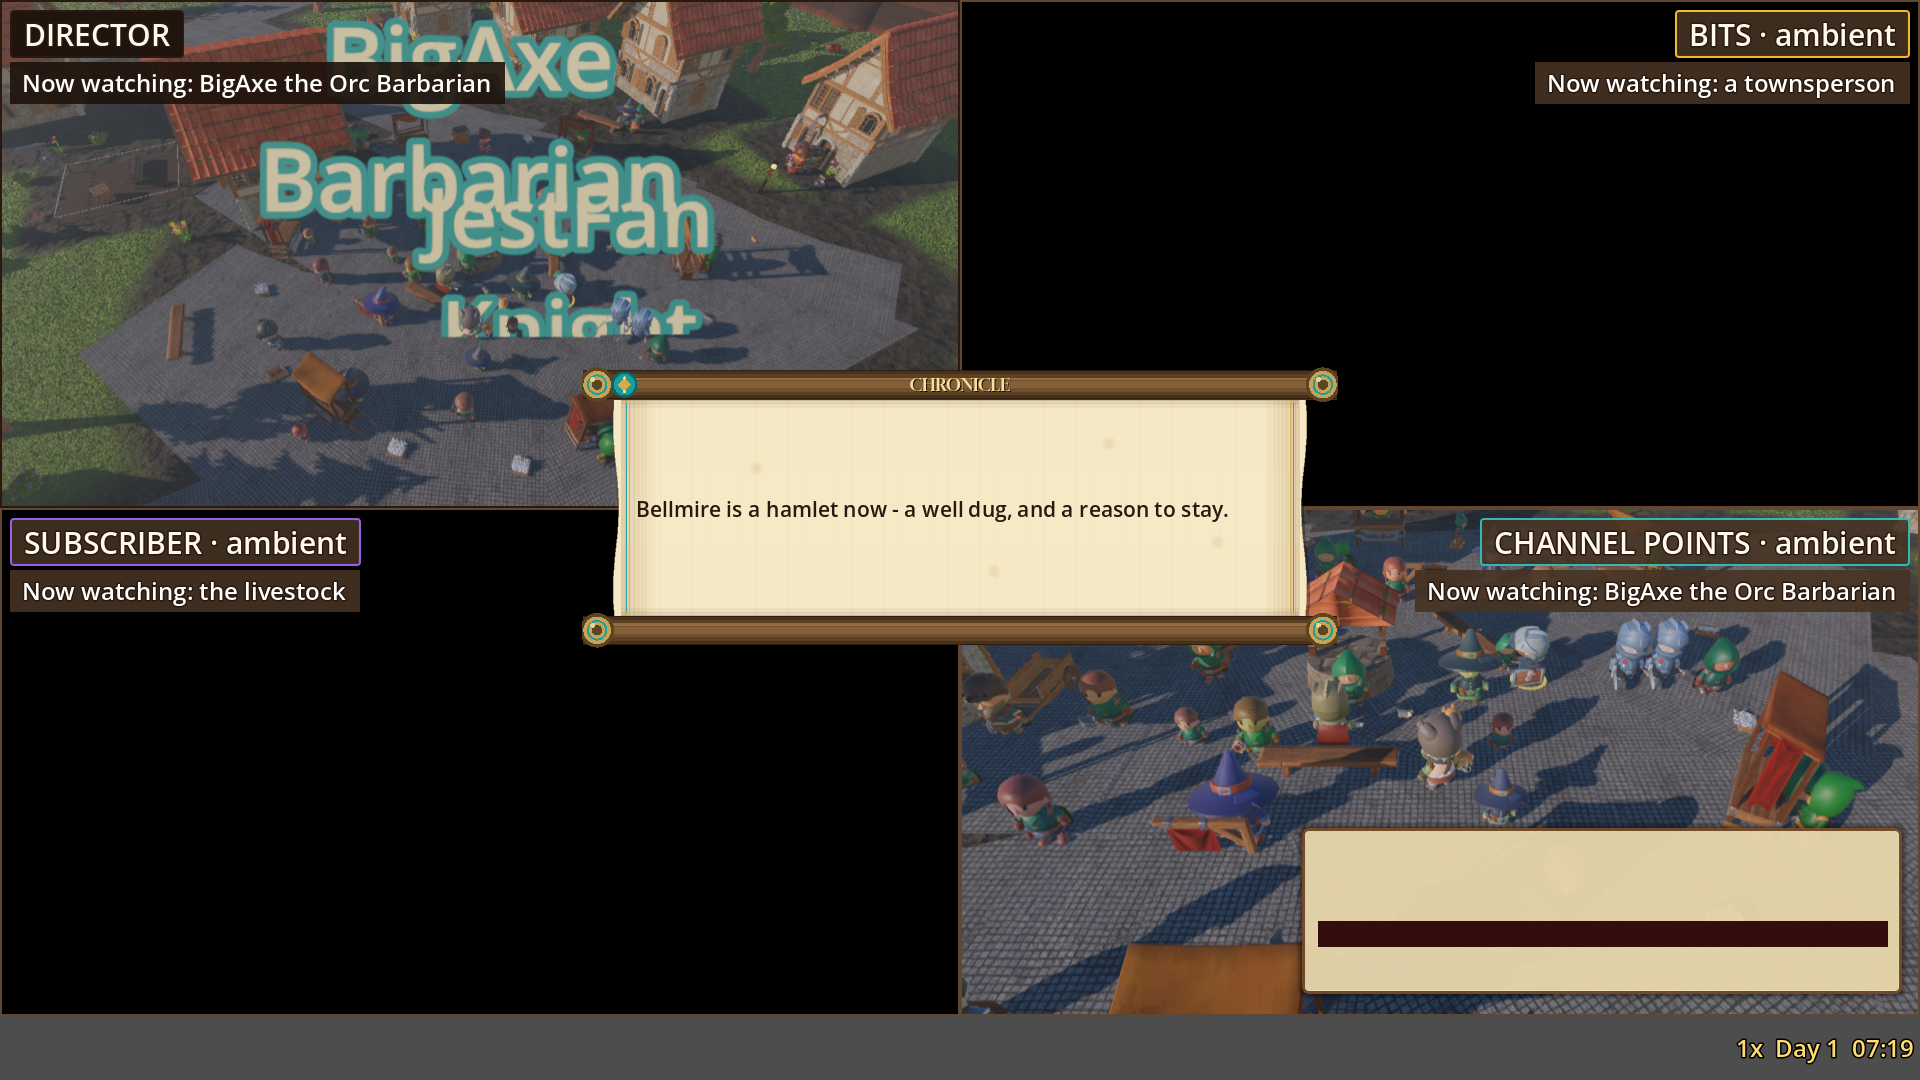 DIRECTOR
Now watching: BigAxe the Orc Barbarian
BigAxe
Barbarian
JestFan
Knight
BITS · ambient
Now watching: a townsperson
CHRONICLE
Bellmire is a hamlet now - a well dug, and a reason to stay.
SUBSCRIBER · ambient
Now watching: the livestock
CHANNEL POINTS · ambient
Now watching: BigAxe the Orc Barbarian
1x Day 1 07:19